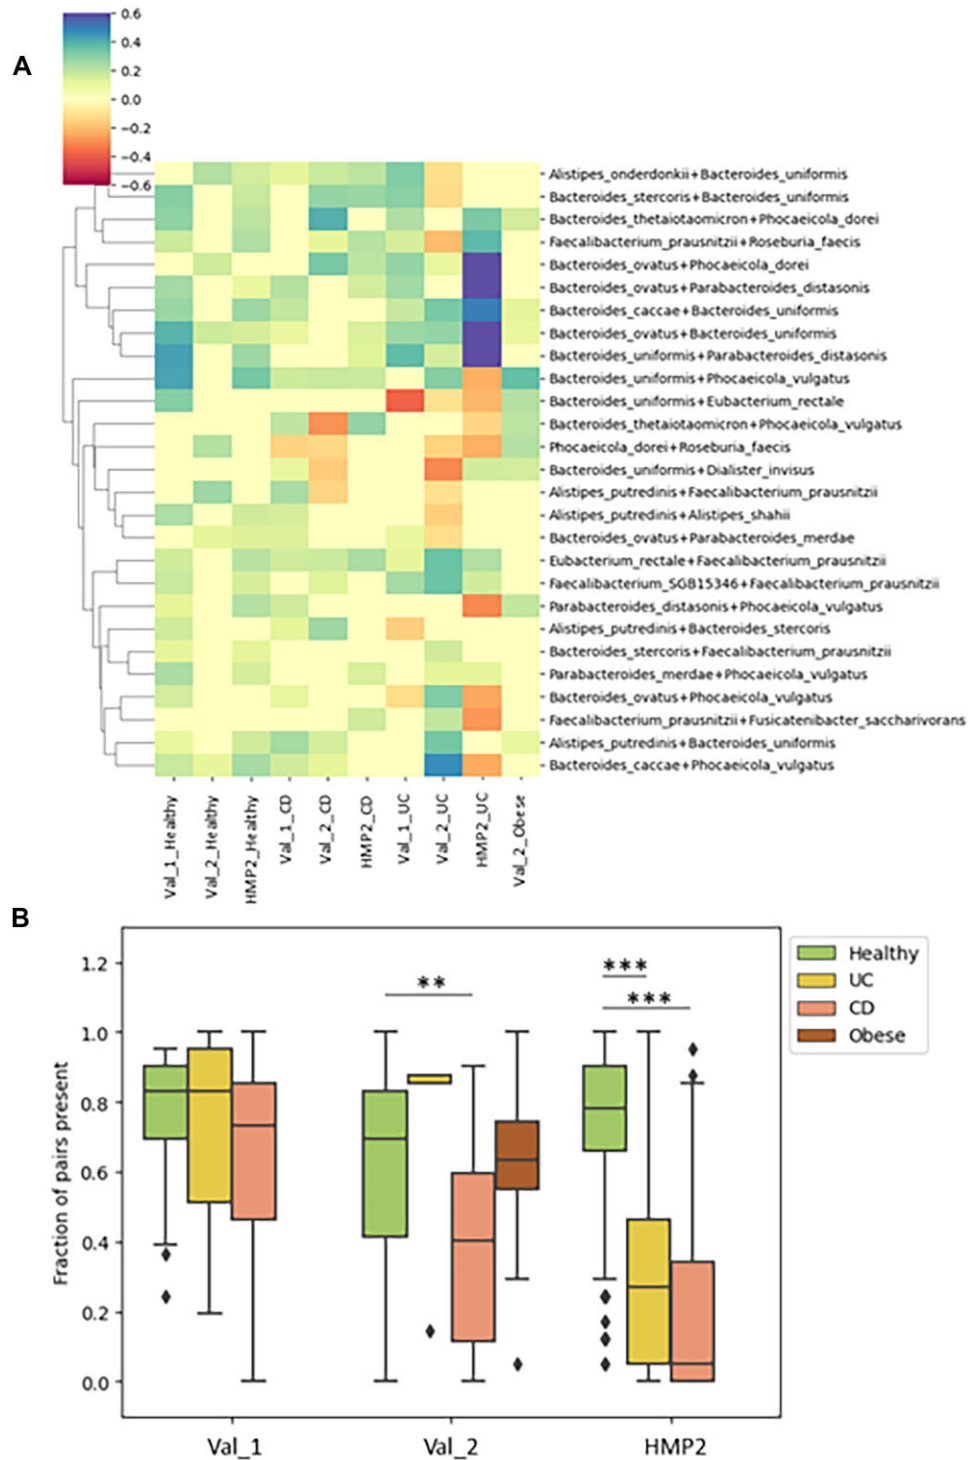 A
0.6
0.4
0.2
0.0
−0.2
−0.4
−0.6
Alistipes_onderdonkii+Bacteroides_uniformis
Bacteroides_stercoris+Bacteroides_uniformis
Bacteroides_thetaiotaomicron+Phocaeicola_dorei
Faecalibacterium_prausnitzii+Roseburia_faecis
Bacteroides_ovatus+Phocaeicola_dorei
Bacteroides_ovatus+Parabacteroides_distasonis
Bacteroides_caccae+Bacteroides_uniformis
Bacteroides_ovatus+Bacteroides_uniformis
Bacteroides_uniformis+Parabacteroides_distasonis
Bacteroides_uniformis+Phocaeicola_vulgatus
Bacteroides_uniformis+Eubacterium_rectale
Bacteroides_thetaiotaomicron+Phocaeicola_vulgatus
Phocaeicola_dorei+Roseburia_faecis
Bacteroides_uniformis+Dialister_invisus
Alistipes_putredinis+Faecalibacterium_prausnitzii
Alistipes_putredinis+Alistipes_shahii
Bacteroides_ovatus+Parabacteroides_merdae
Eubacterium_rectale+Faecalibacterium_prausnitzii
Faecalibacterium_SGB15346+Faecalibacterium_prausnitzii
Parabacteroides_distasonis+Phocaeicola_vulgatus
Alistipes_putredinis+Bacteroides_stercoris
Bacteroides_stercoris+Faecalibacterium_prausnitzii
Parabacteroides_merdae+Phocaeicola_vulgatus
Bacteroides_ovatus+Phocaeicola_vulgatus
Faecalibacterium_prausnitzii+Fusicatenibacter_saccharivorans
Alistipes_putredinis+Bacteroides_uniformis
Bacteroides_caccae+Phocaeicola_vulgatus
Val_1_Healthy
Val_2_Healthy
HMP2_Healthy
Val_1_CD
Val_2_CD
HMP2_CD
Val_1_UC
Val_2_UC
HMP2_UC
Val_2_Obese
B
Fraction of pairs present
1.2
1.0
0.8
0.6
0.4
0.2
0.0
**
***
***
Healthy
UC
CD
Obese
Val_1
Val_2
HMP2